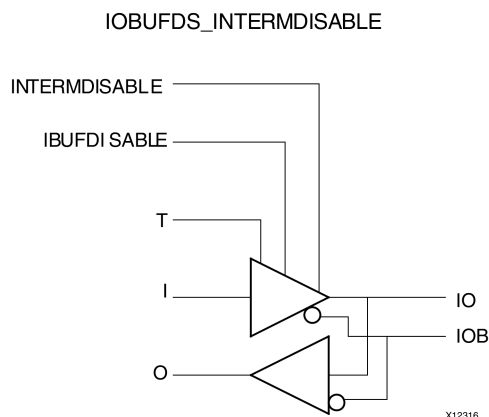 IOBUFDS_INTERMDISABLE
INTERMDISABLE
IBUFDISABLE
T
I
IO
IOB
O
X12316